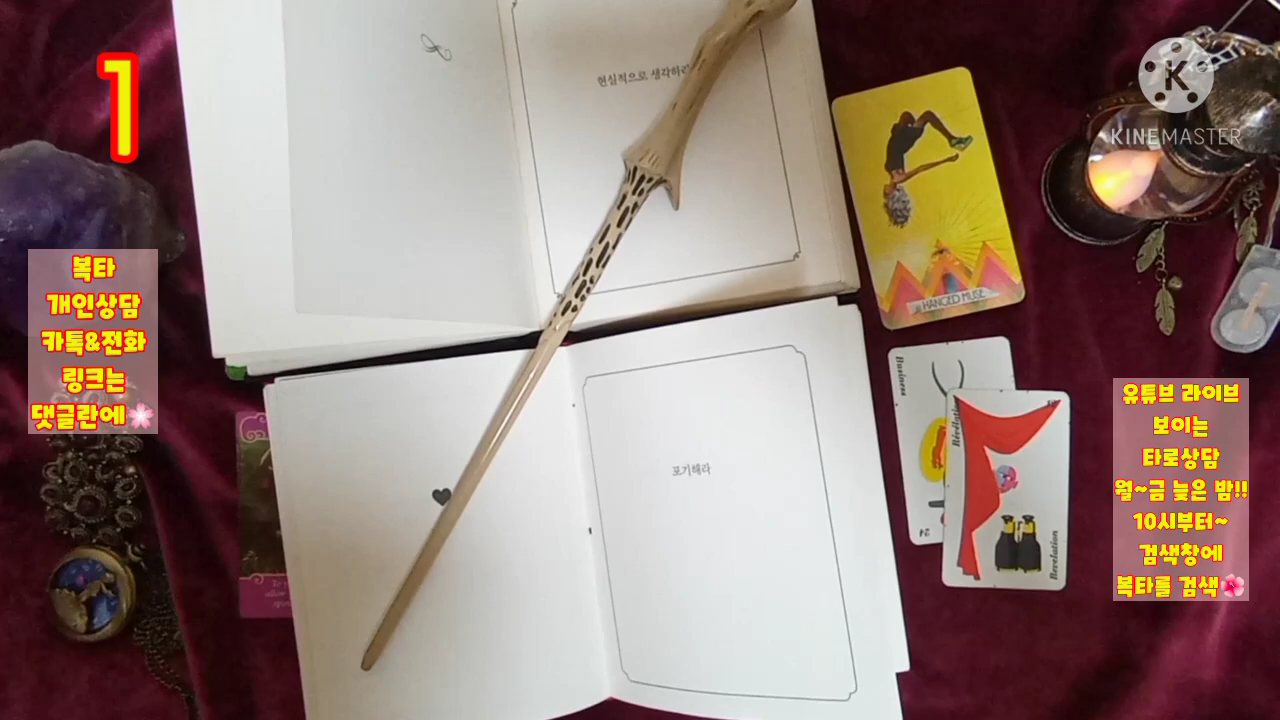 1
현실적으로 생각하라
KINEMASTER
HANGED MUSE
복타
개인상담
카톡&전화
링크는
댓글란에🌸
Business
24
Révélation
Revelation
포기해라
유튜브 라이브
보이는
타로상담
월~금 늦은 밤!!
10시부터~
검색창에
복타를 검색🌺